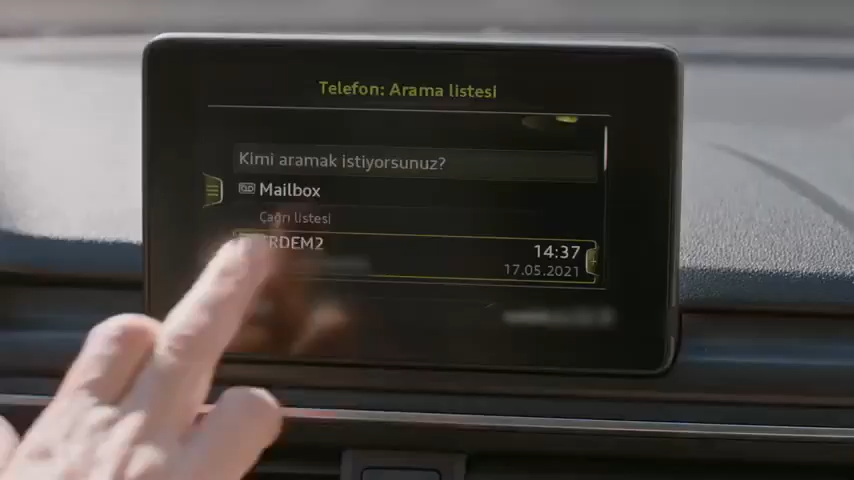 Telefon: Arama listesi
Kimi aramak istiyorsunuz?
Mailbox
Çağrı listesi
RDEM2
14:37
17.05.2021